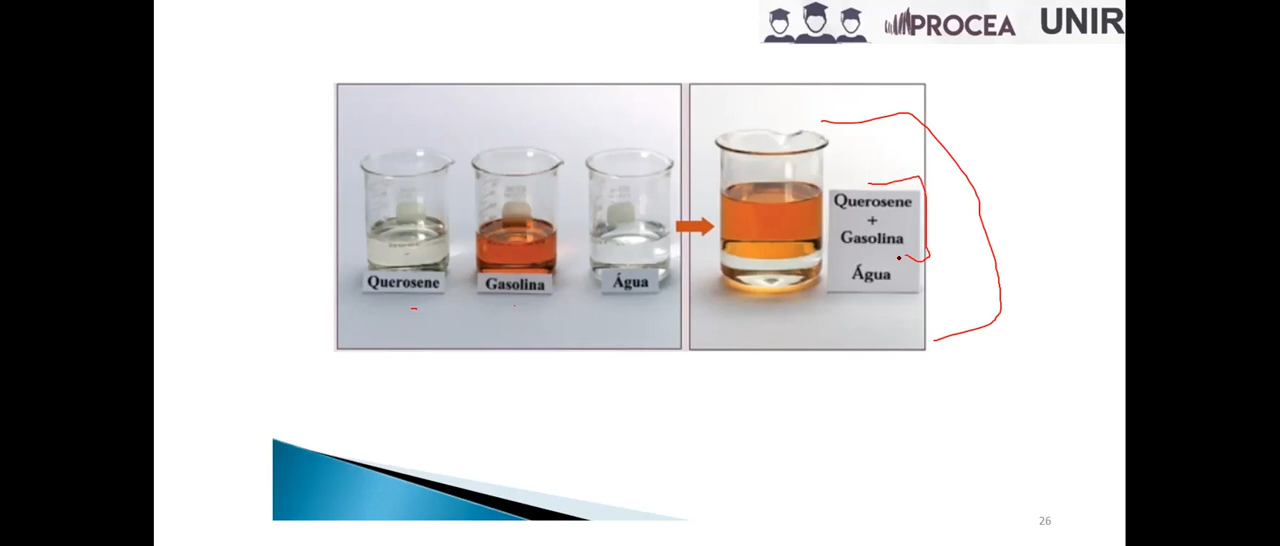 PROCEA UNIR
Querosene
Gasolina
Água
Querosene
+
Gasolina
Água
26